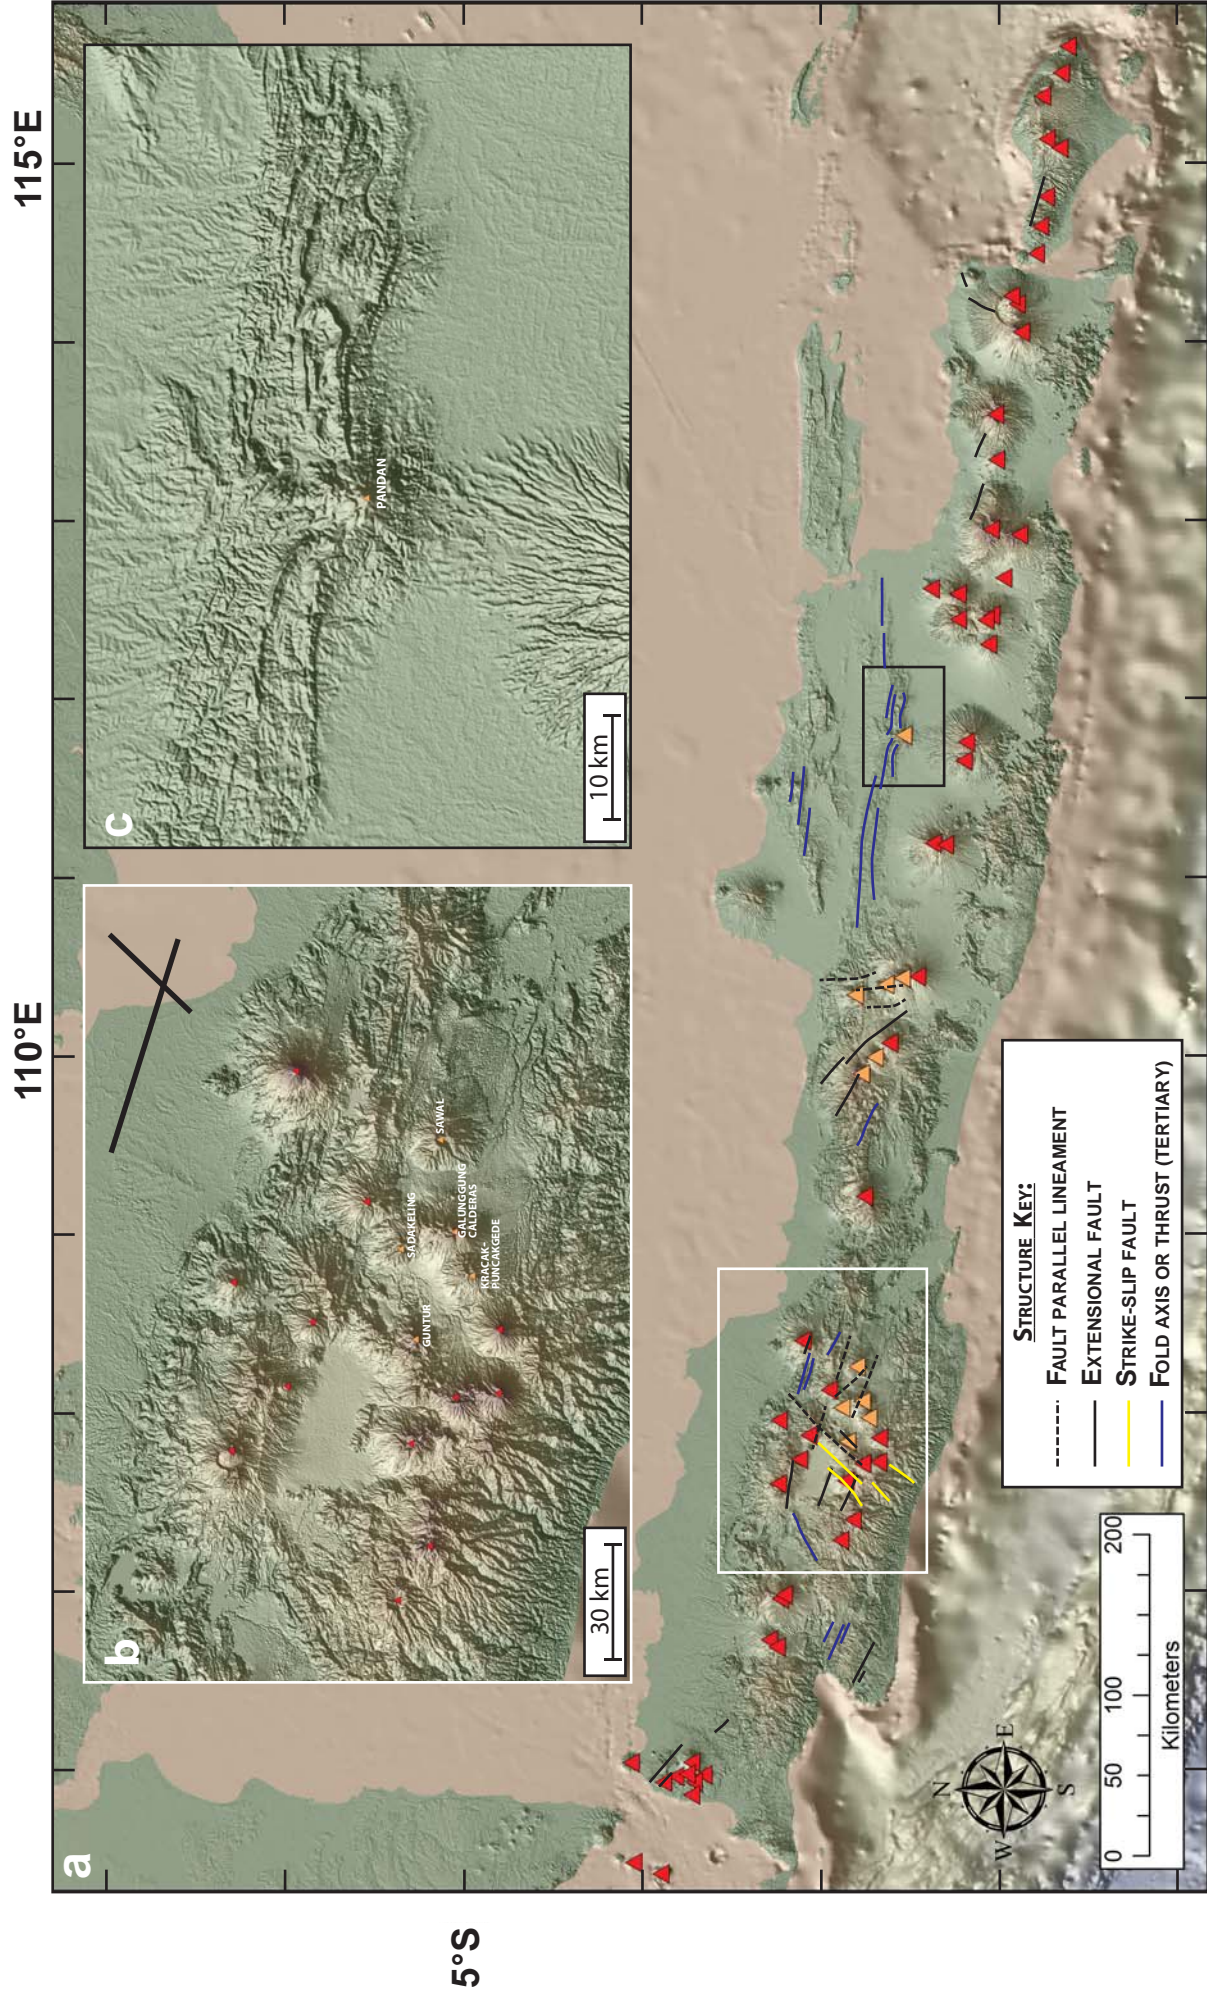 110°E
115°E
5°S
a
b
30 km
GUNTUR
SADAKELING
KRACAK-
PUNCAKGEDE
GALUNGGUNG
CALDERAS
SAWAL
c
10 km
PANDAN
N
W
E
S
0 50 100 200
Kilometers
STRUCTURE KEY:
FAULT PARALLEL LINEAMENT
EXTENSIONAL FAULT
STRIKE-SLIP FAULT
FOLD AXIS OR THRUST (TERTIARY)